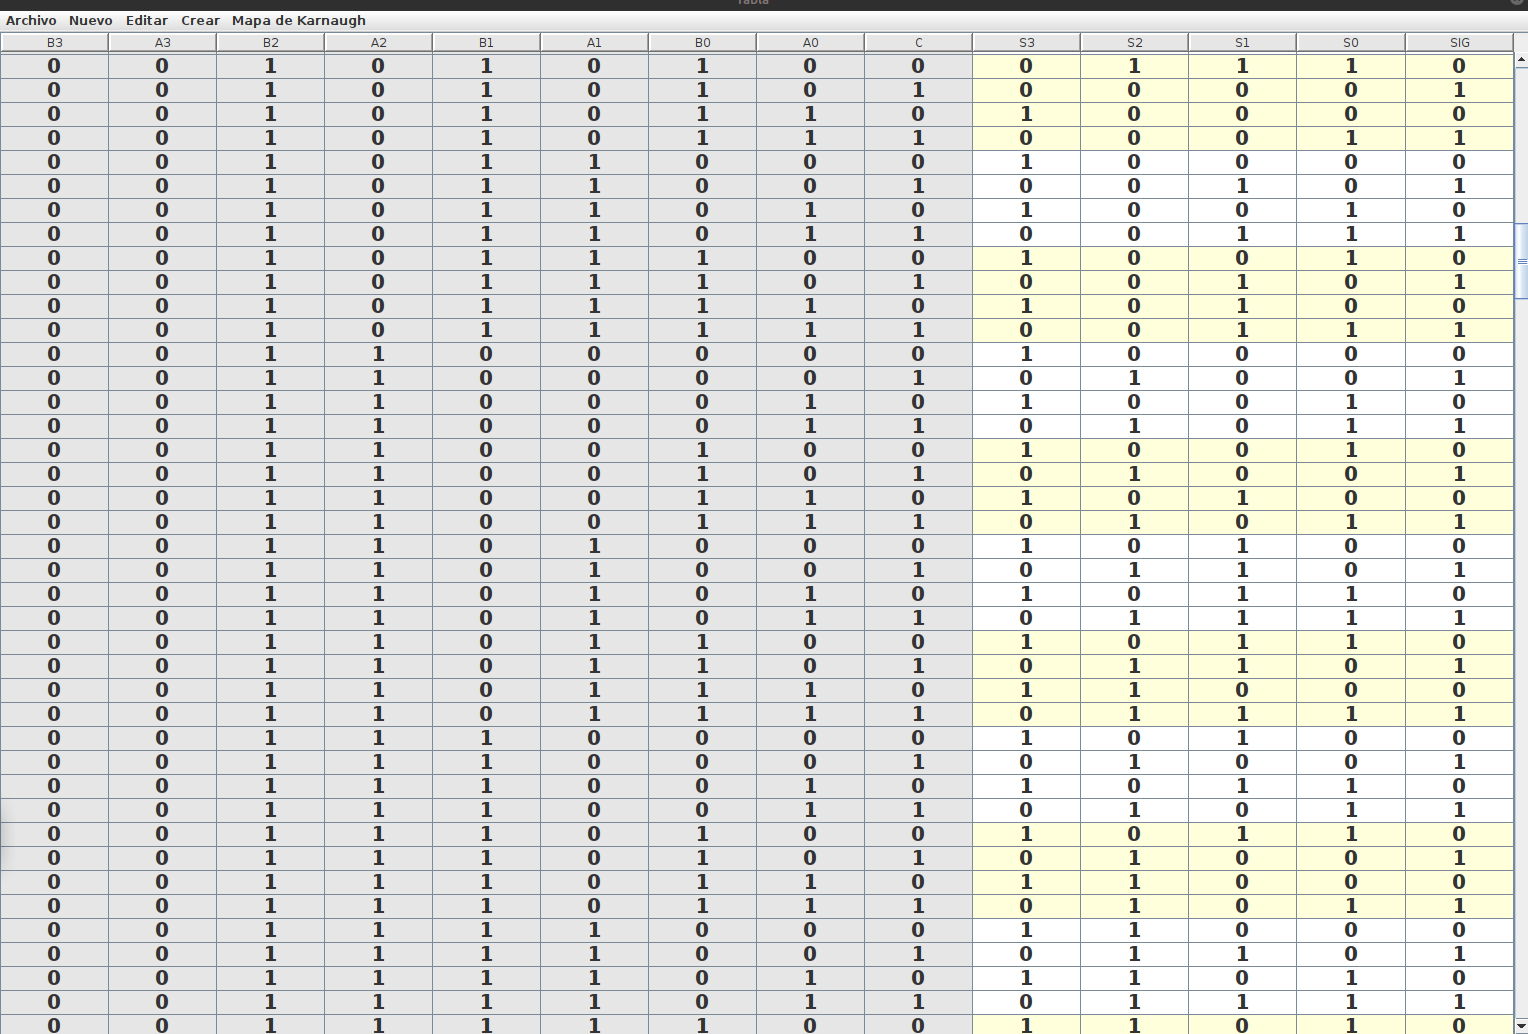 Tabla
Archivo Nuevo Editar Crear Mapa de Karnaugh
B3 A3 B2 A2 B1 A1 B0 A0 C S3 S2 S1 S0 SIG
0 0 1 0 1 0 1 0 0 0 1 1 1 0
0 0 1 0 1 0 1 0 1 0 0 0 0 1
0 0 1 0 1 0 1 1 0 1 0 0 0 0
0 0 1 0 1 0 1 1 1 0 0 0 1 1
0 0 1 0 1 1 0 0 0 1 0 0 0 0
0 0 1 0 1 1 0 0 1 0 0 1 0 1
0 0 1 0 1 1 0 1 0 1 0 0 1 0
0 0 1 0 1 1 0 1 1 0 0 1 1 1
0 0 1 0 1 1 1 0 0 1 0 0 1 0
0 0 1 0 1 1 1 0 1 0 0 1 0 1
0 0 1 0 1 1 1 1 0 1 0 1 0 0
0 0 1 0 1 1 1 1 1 0 0 1 1 1
0 0 1 1 0 0 0 0 0 1 0 0 0 0
0 0 1 1 0 0 0 0 1 0 1 0 0 1
0 0 1 1 0 0 0 1 0 1 0 0 1 0
0 0 1 1 0 0 0 1 1 0 1 0 1 1
0 0 1 1 0 0 1 0 0 1 0 0 1 0
0 0 1 1 0 0 1 0 1 0 1 0 0 1
0 0 1 1 0 0 1 1 0 1 0 1 0 0
0 0 1 1 0 0 1 1 1 0 1 0 1 1
0 0 1 1 0 1 0 0 0 1 0 1 0 0
0 0 1 1 0 1 0 0 1 0 1 1 0 1
0 0 1 1 0 1 0 1 0 1 0 1 1 0
0 0 1 1 0 1 0 1 1 0 1 1 1 1
0 0 1 1 0 1 1 0 0 1 0 1 1 0
0 0 1 1 0 1 1 0 1 0 1 1 0 1
0 0 1 1 0 1 1 1 0 1 1 0 0 0
0 0 1 1 0 1 1 1 1 0 1 1 1 1
0 0 1 1 1 0 0 0 0 1 0 1 0 0
0 0 1 1 1 0 0 0 1 0 1 0 0 1
0 0 1 1 1 0 0 1 0 1 0 1 1 0
0 0 1 1 1 0 0 1 1 0 1 0 1 1
0 0 1 1 1 0 1 0 0 1 0 1 1 0
0 0 1 1 1 0 1 0 1 0 1 0 0 1
0 0 1 1 1 0 1 1 0 1 1 0 0 0
0 0 1 1 1 0 1 1 1 0 1 0 1 1
0 0 1 1 1 1 0 0 0 1 1 0 0 0
0 0 1 1 1 1 0 0 1 0 1 1 0 1
0 0 1 1 1 1 0 1 0 1 1 0 1 0
0 0 1 1 1 1 0 1 1 0 1 1 1 1
0 0 1 1 1 1 1 0 0 1 1 0 1 0